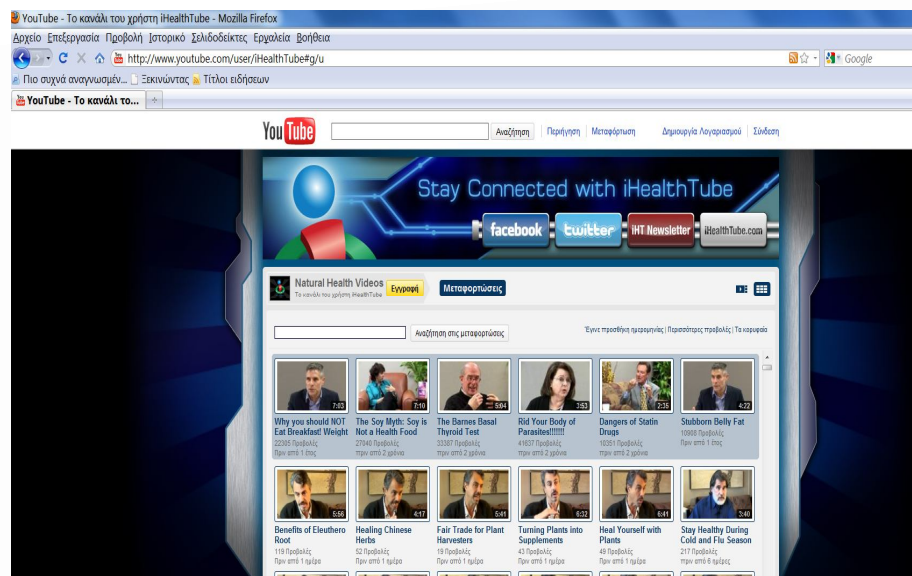 YouTube - Το κανάλι του χρήστη iHealthTube - Mozilla Firefox
Αρχείο Επεξεργασία Προβολή Ιστορικό Σελιδοδείκτες Εργαλεία Βοήθεια
http://www.youtube.com/user/iHealthTube#g/u
Google
Πιο συχνά αναγνωσμέν... Ξεκινώντας Τίτλοι ειδήσεων
YouTube - Το κανάλι το...
YouTube Αναζήτηση Περιήγηση Μεταφόρτωση Δημιουργία Λογαριασμού Σύνδεση
Stay Connected with iHealthTube
facebook twitter iHT Newsletter iHealthTube.com
Natural Health Videos Εγγραφή Μεταφορτώσεις
Το κανάλι του χρήστη iHealthTube
Αναζήτηση στις μεταφορτώσεις Έγινε προσθήκη ημερομηνίας | Περισσότερες προβολές | Τα κορυφαία
7:03 7:10 5:04 3:53 2:35 4:22
Why you should NOT Eat Breakfast! Weight
22305 Προβολές
Πριν από 1 έτος
The Soy Myth: Soy is Not a Health Food
27040 Προβολές
πριν από 2 χρόνια
The Barnes Basal Thyroid Test
33387 Προβολές
πριν από 2 χρόνια
Rid Your Body of Parasites!!!!!!!
41637 Προβολές
πριν από 2 χρόνια
Dangers of Statin Drugs
10351 Προβολές
πριν από 2 χρόνια
Stubborn Belly Fat
10908 Προβολές
Πριν από 1 έτος
5:56 4:17 5:41 6:32 6:41 3:40
Benefits of Eleuthero Root
119 Προβολές
Πριν από 1 ημέρα
Healing Chinese Herbs
52 Προβολές
Πριν από 1 ημέρα
Fair Trade for Plant Harvesters
19 Προβολές
Πριν από 1 ημέρα
Turning Plants into Supplements
43 Προβολές
Πριν από 1 ημέρα
Heal Yourself with Plants
49 Προβολές
Πριν από 1 ημέρα
Stay Healthy During Cold and Flu Season
217 Προβολές
πριν από 6 ημέρες